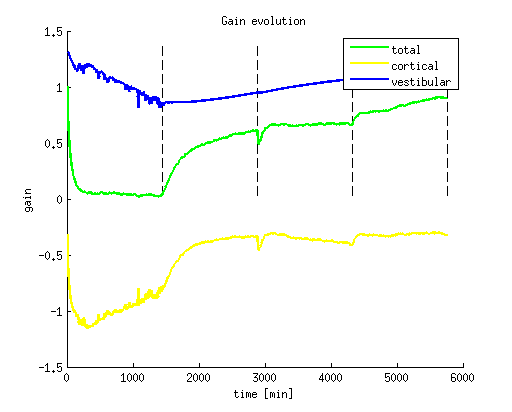 Gain evolution
1.5
total
cortical
vestibular
1
0.5
0
-0.5
-1
-1.5
gain
0 1000 2000 3000 4000 5000 6000
time [min]